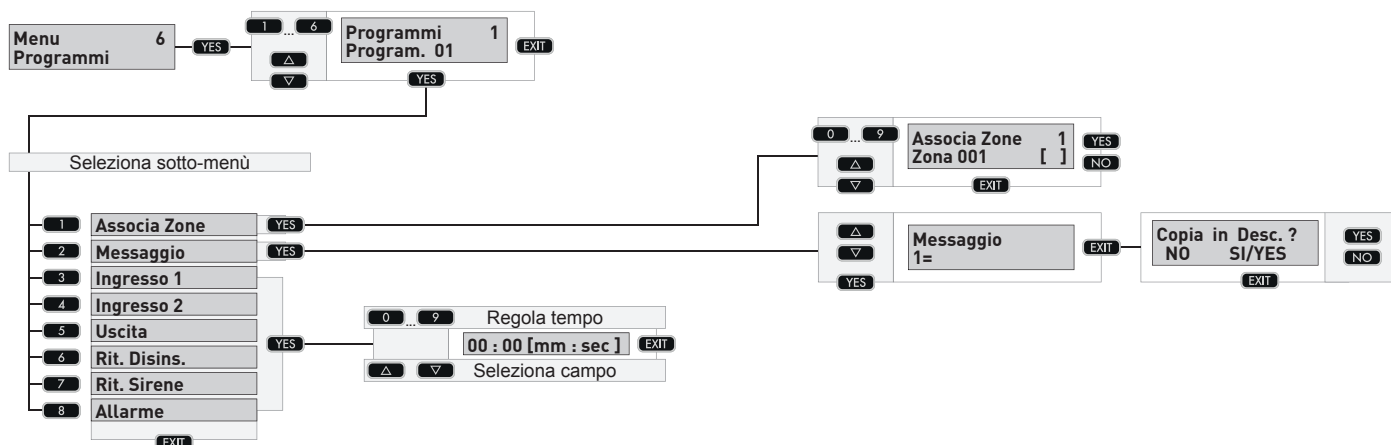 Menu 6
Programmi
YES
1 ... 6
Programmi 1
Program. 01
EXIT
YES
Seleziona sotto-menù
0 ... 9
Associa Zone 1
Zona 001 [ ]
YES
NO
EXIT
1 Associa Zone YES
2 Messaggio YES
3 Ingresso 1
4 Ingresso 2
5 Uscita
6 Rit. Disins.
7 Rit. Sirene
8 Allarme
EXIT
YES
0 ... 9 Regola tempo
00 : 00 [mm : sec ] EXIT
Seleziona campo
Messaggio
1=
YES
EXIT
Copia in Desc. ?
NO SI/YES
YES
NO
EXIT